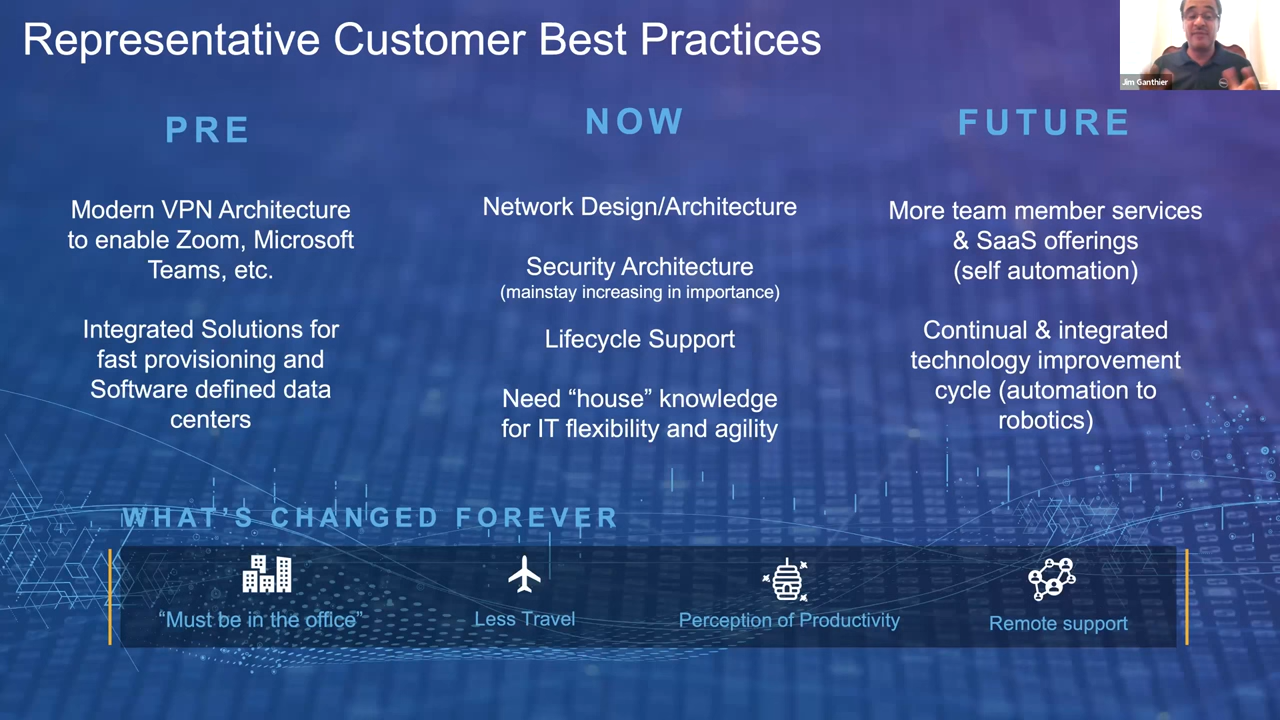 Representative Customer Best Practices
Jim Ganthier
PRE
Modern VPN Architecture
to enable Zoom, Microsoft
Teams, etc.
Integrated Solutions for
fast provisioning and
Software defined data
centers
NOW
Network Design/Architecture
Security Architecture
(mainstay increasing in importance)
Lifecycle Support
Need “house” knowledge
for IT flexibility and agility
FUTURE
More team member services
& SaaS offerings
(self automation)
Continual & integrated
technology improvement
cycle (automation to
robotics)
WHAT’S CHANGED FOREVER
“Must be in the office”
Less Travel
Perception of Productivity
Remote support